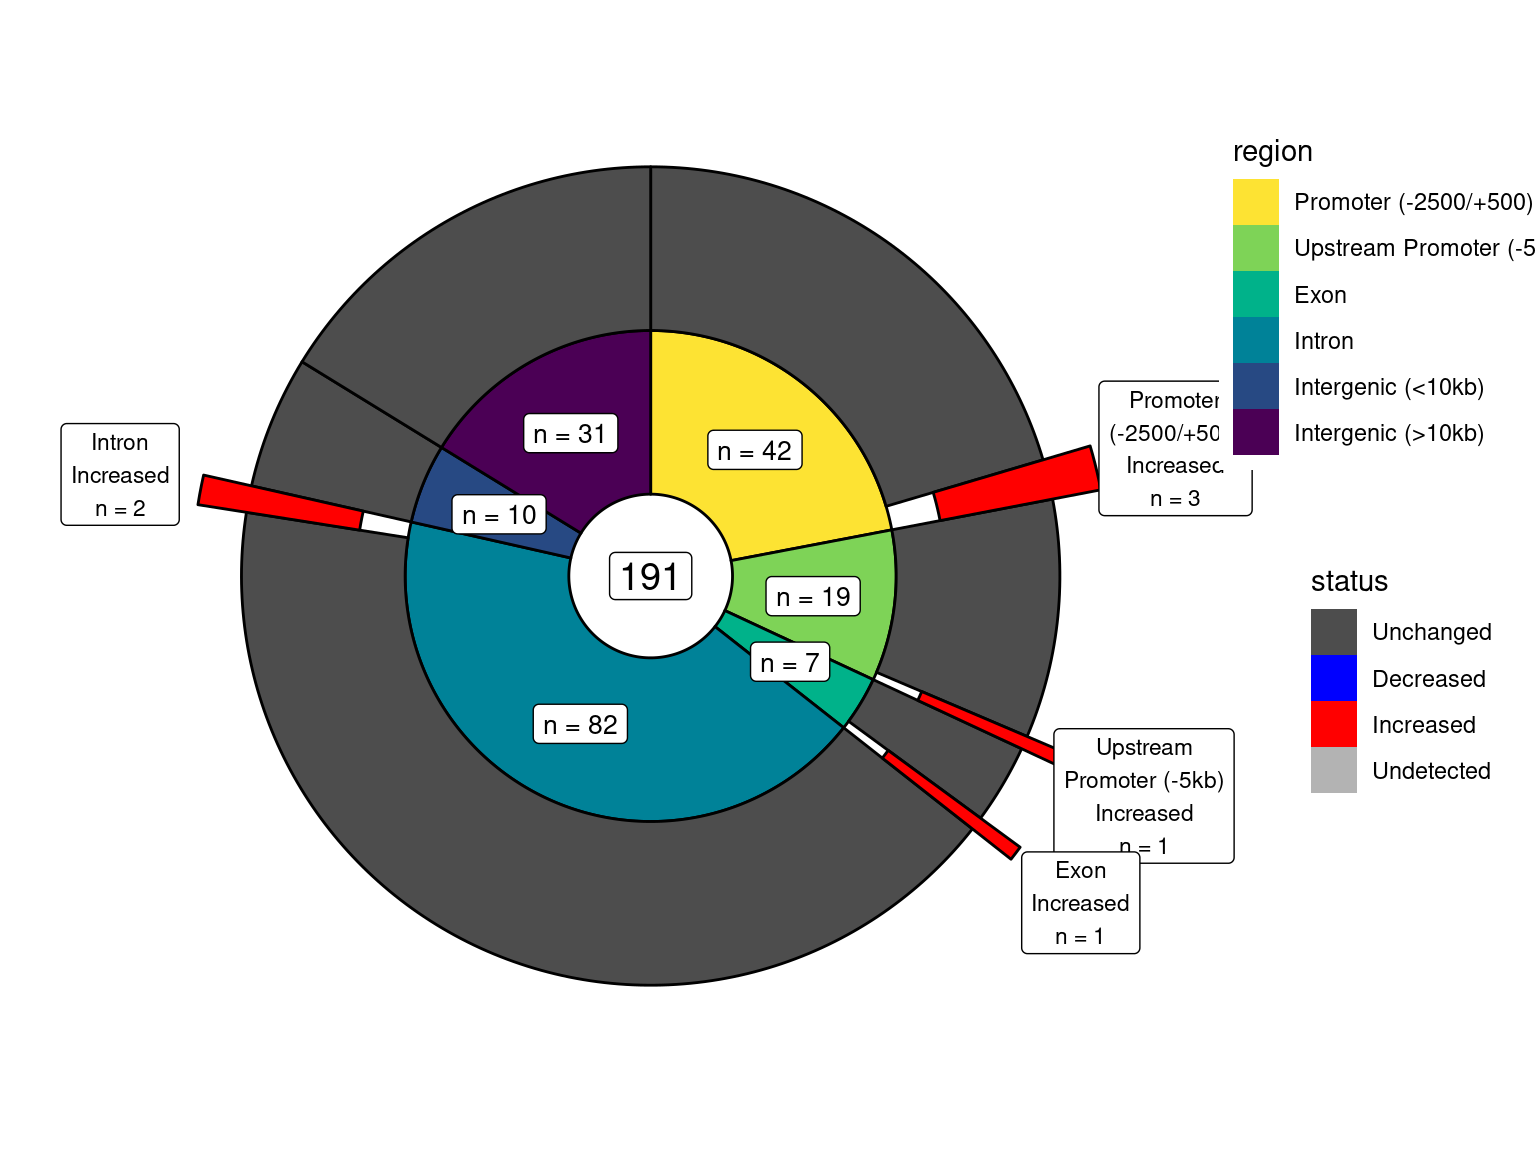 region
Promoter (-2500/+500)
Upstream Promoter (-5
Exon
Intron
Intergenic (<10kb)
Intergenic (>10kb)
status
Unchanged
Decreased
Increased
Undetected
n = 31
n = 42
n = 10
191
n = 19
n = 7
n = 82
Intron
Increased
n = 2
Promoter
(-2500/+50
Increased
n = 3
Upstream
Promoter (-5kb)
Increased
n = 1
Exon
Increased
n = 1